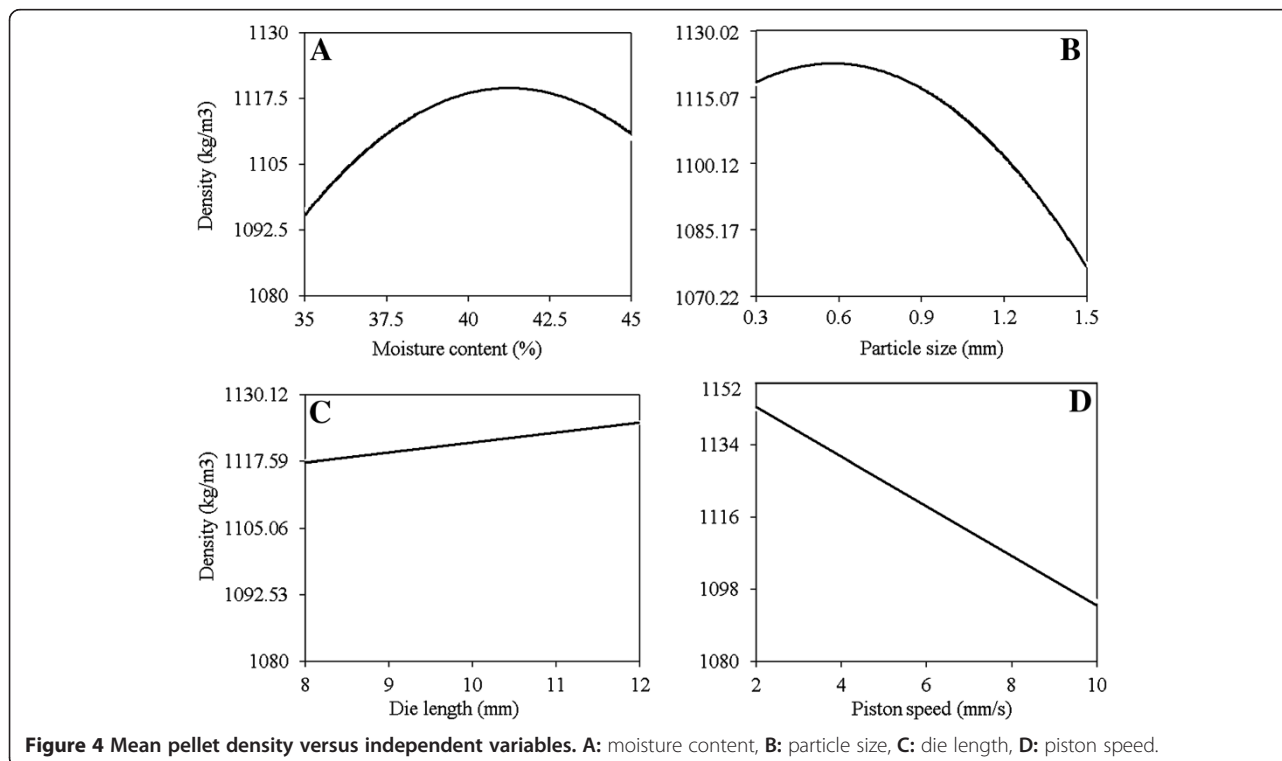 A
Density (kg/m3)
1130
1117.5
1105
1092.5
1080
35 37.5 40 42.5 45
Moisture content (%)
B
1130.02
1115.07
1100.12
1085.17
1070.22
0.3 0.6 0.9 1.2 1.5
Particle size (mm)
C
Density (kg/m3)
1130.12
1117.59
1105.06
1092.53
1080
8 9 10 11 12
Die length (mm)
D
1152
1134
1116
1098
1080
2 4 6 8 10
Piston speed (mm/s)
Figure 4 Mean pellet density versus independent variables. A: moisture content, B: particle size, C: die length, D: piston speed.